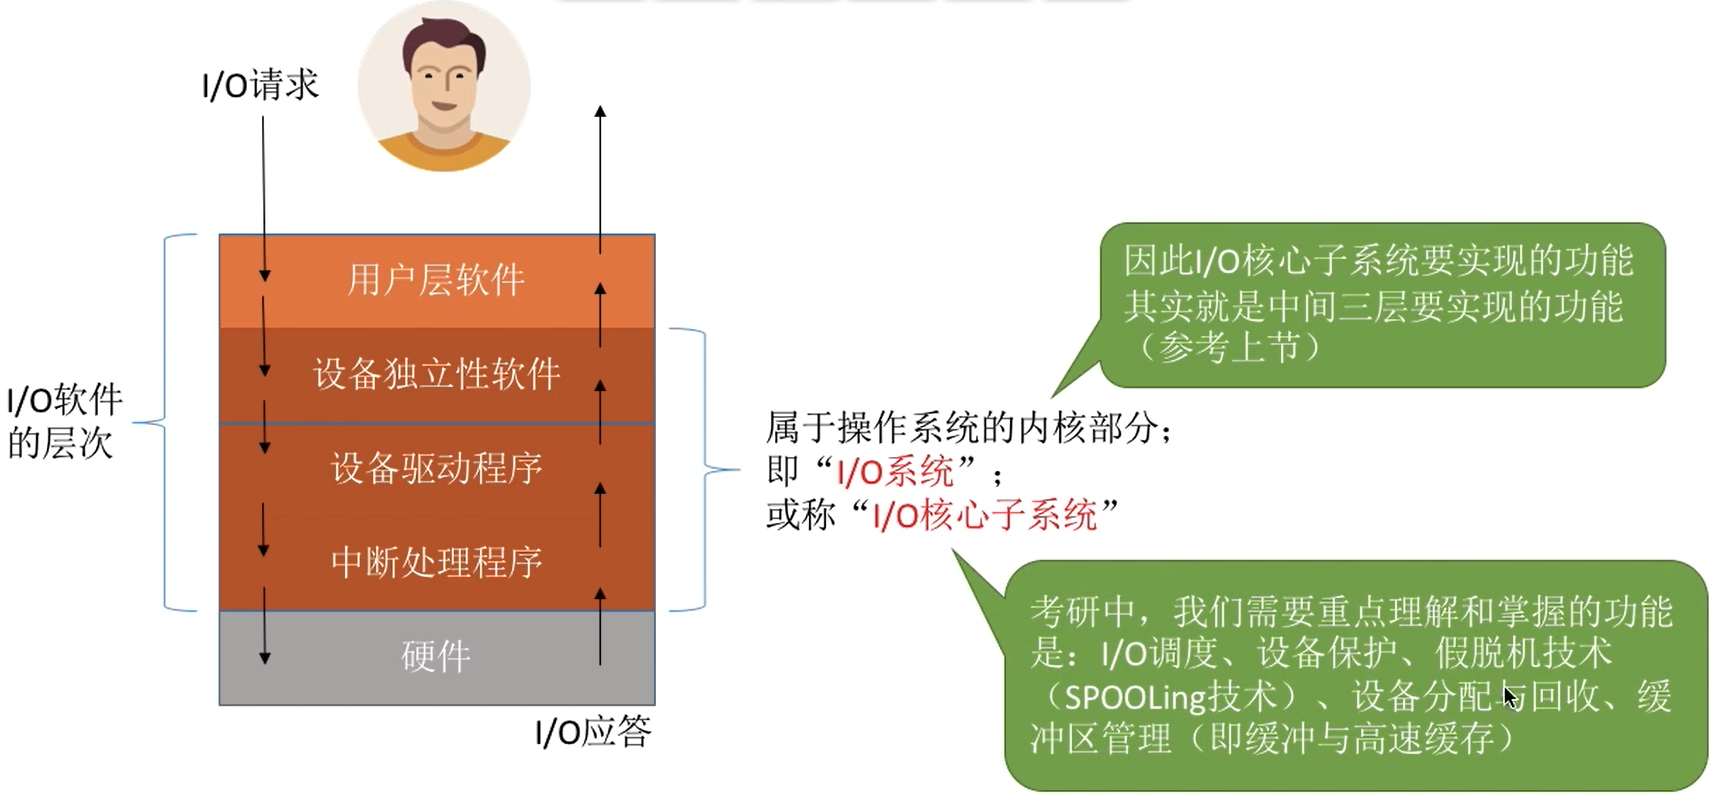 I/O请求
用户层软件
设备独立性软件
设备驱动程序
中断处理程序
硬件
I/O应答
I/O软件
的层次
属于操作系统的内核部分；
即“I/O系统”；
或称“I/O核心子系统”
因此I/O核心子系统要实现的功能
其实就是中间三层要实现的功能
（参考上节）
考研中，我们需要重点理解和掌握的功能
是：I/O调度、设备保护、假脱机技术
（SPOOLing技术）、设备分配与回收、缓
冲区管理（即缓冲与高速缓存）